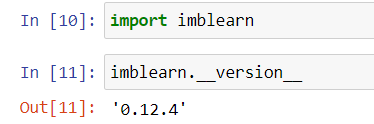 In [10]: import imblearn
In [11]: imblearn.__version__
Out[11]: '0.12.4'